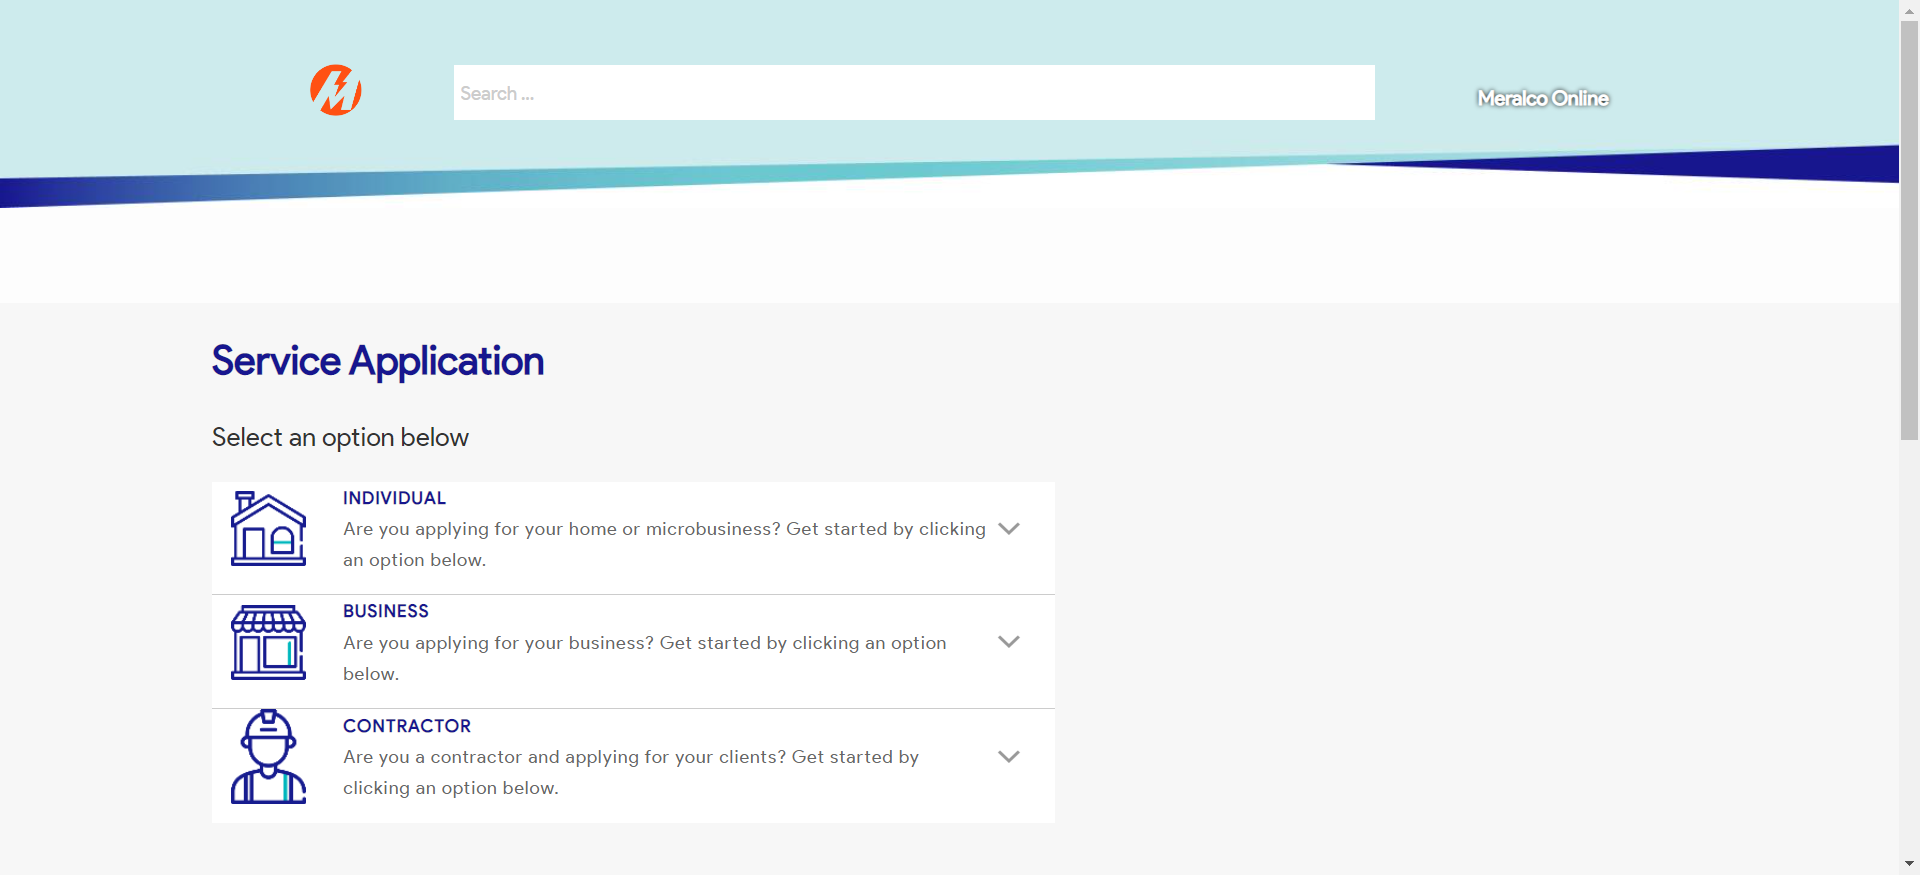 Search ...
Meralco Online
Service Application
Select an option below
INDIVIDUAL
Are you applying for your home or microbusiness? Get started by clicking
an option below.
BUSINESS
Are you applying for your business? Get started by clicking an option
below.
CONTRACTOR
Are you a contractor and applying for your clients? Get started by
clicking an option below.